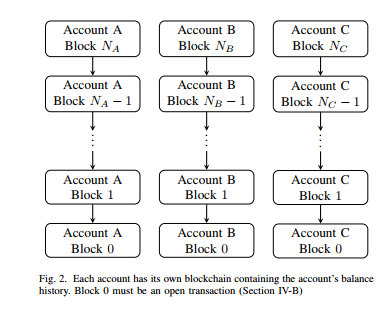 Account A
Block N_A
Account B
Block N_B
Account C
Block N_C
Account A
Block N_A − 1
Account B
Block N_B − 1
Account C
Block N_C − 1
Account A
Block 1
Account B
Block 1
Account C
Block 1
Account A
Block 0
Account B
Block 0
Account C
Block 0
Fig. 2. Each account has its own blockchain containing the account's balance
history. Block 0 must be an open transaction (Section IV-B)